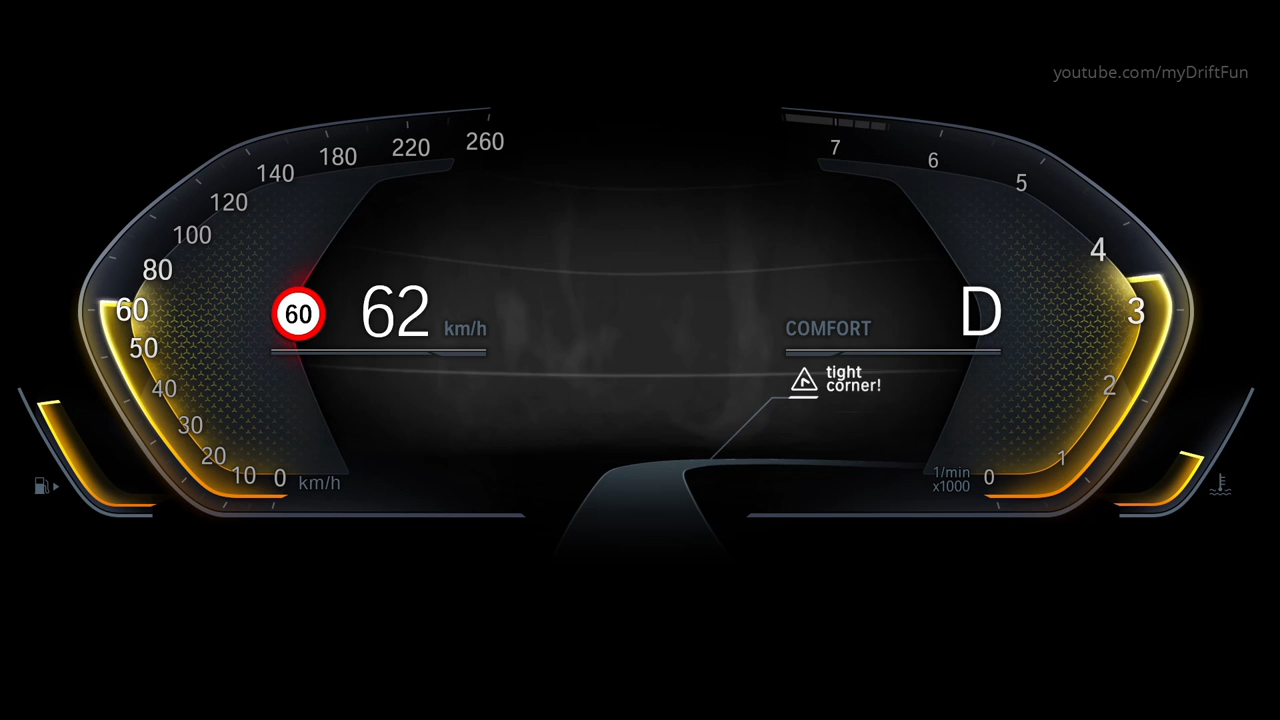 youtube.com/myDriftFun
260
220
180
140
120
100
80
60
50
40
30
20
10
0
km/h
60
62 km/h
7
6
5
4
3
2
1
0
1/min
x1000
COMFORT
D
tight
corner!